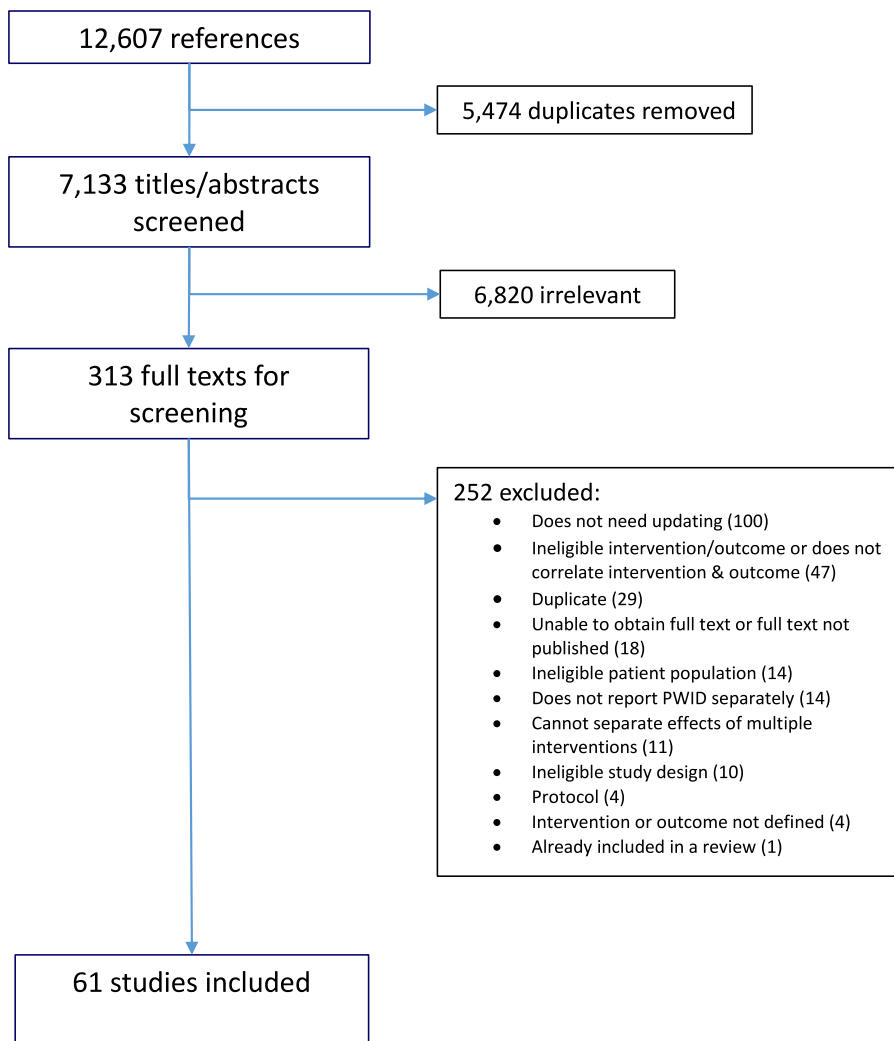 12,607 references
5,474 duplicates removed
7,133 titles/abstracts
screened
6,820 irrelevant
313 full texts for
screening
252 excluded:
• Does not need updating (100)
• Ineligible intervention/outcome or does not
correlate intervention & outcome (47)
• Duplicate (29)
• Unable to obtain full text or full text not
published (18)
• Ineligible patient population (14)
• Does not report PWID separately (14)
• Cannot separate effects of multiple
interventions (11)
• Ineligible study design (10)
• Protocol (4)
• Intervention or outcome not defined (4)
• Already included in a review (1)
61 studies included